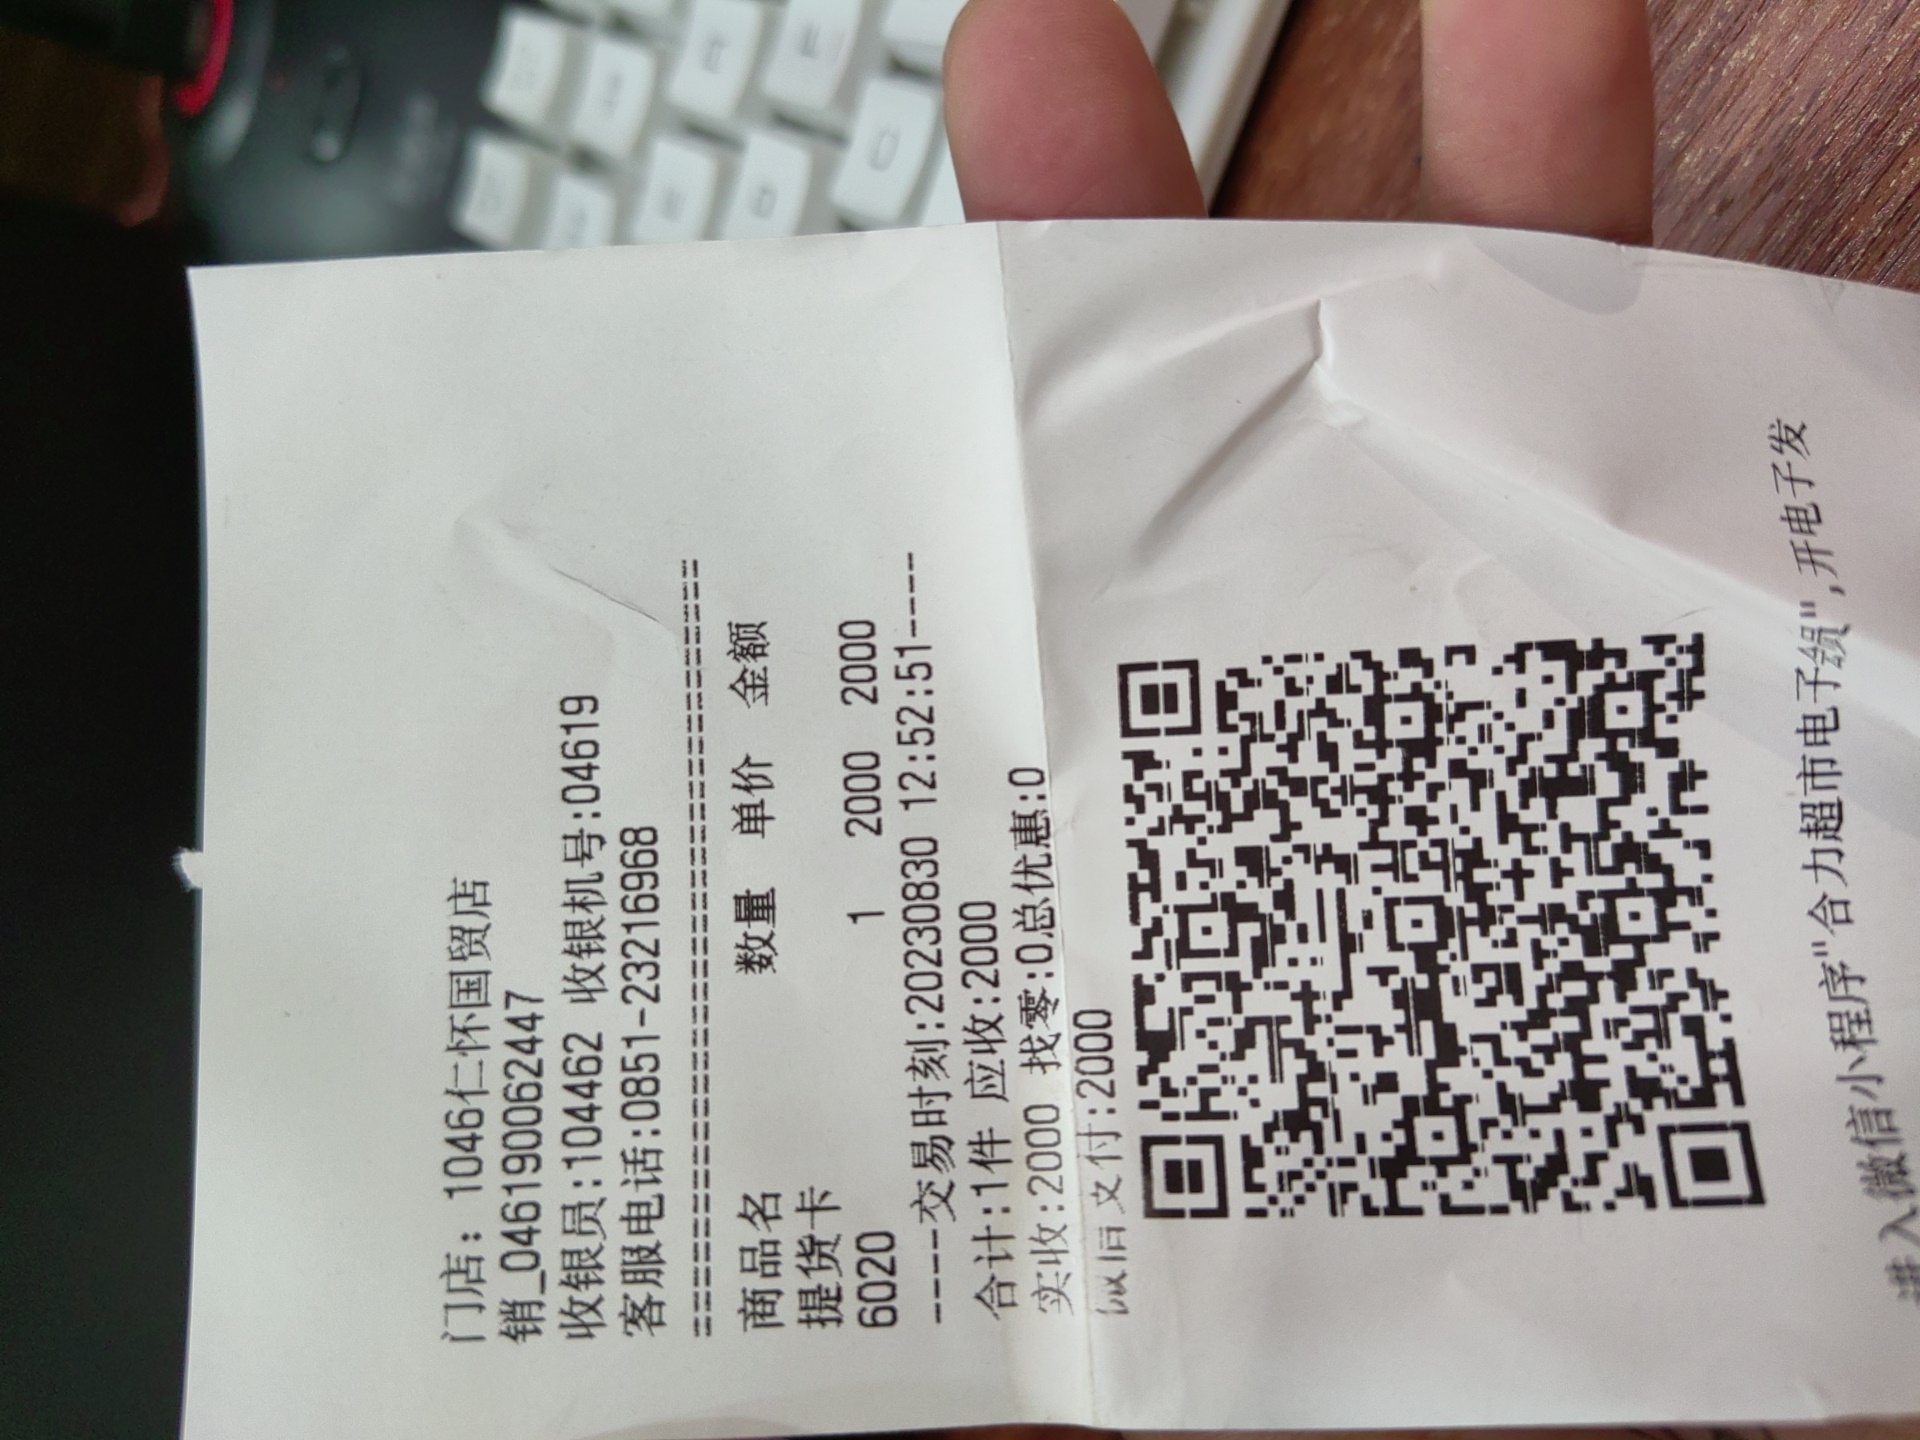 门店: 1046仁怀国贸店
销_0461900624447
收银员:104462 收银机号:04619
客服电话:0851-23216968
商品名 数量 单价 金额
提货卡
6020 1 2000 2000
----交易时刻:20230830 12:52:51----
合计:1件 应收:2000
实收:2000 找零:0总优惠:0
微信支付:2000
进入微信小程序"合力超市电子
",开电子发